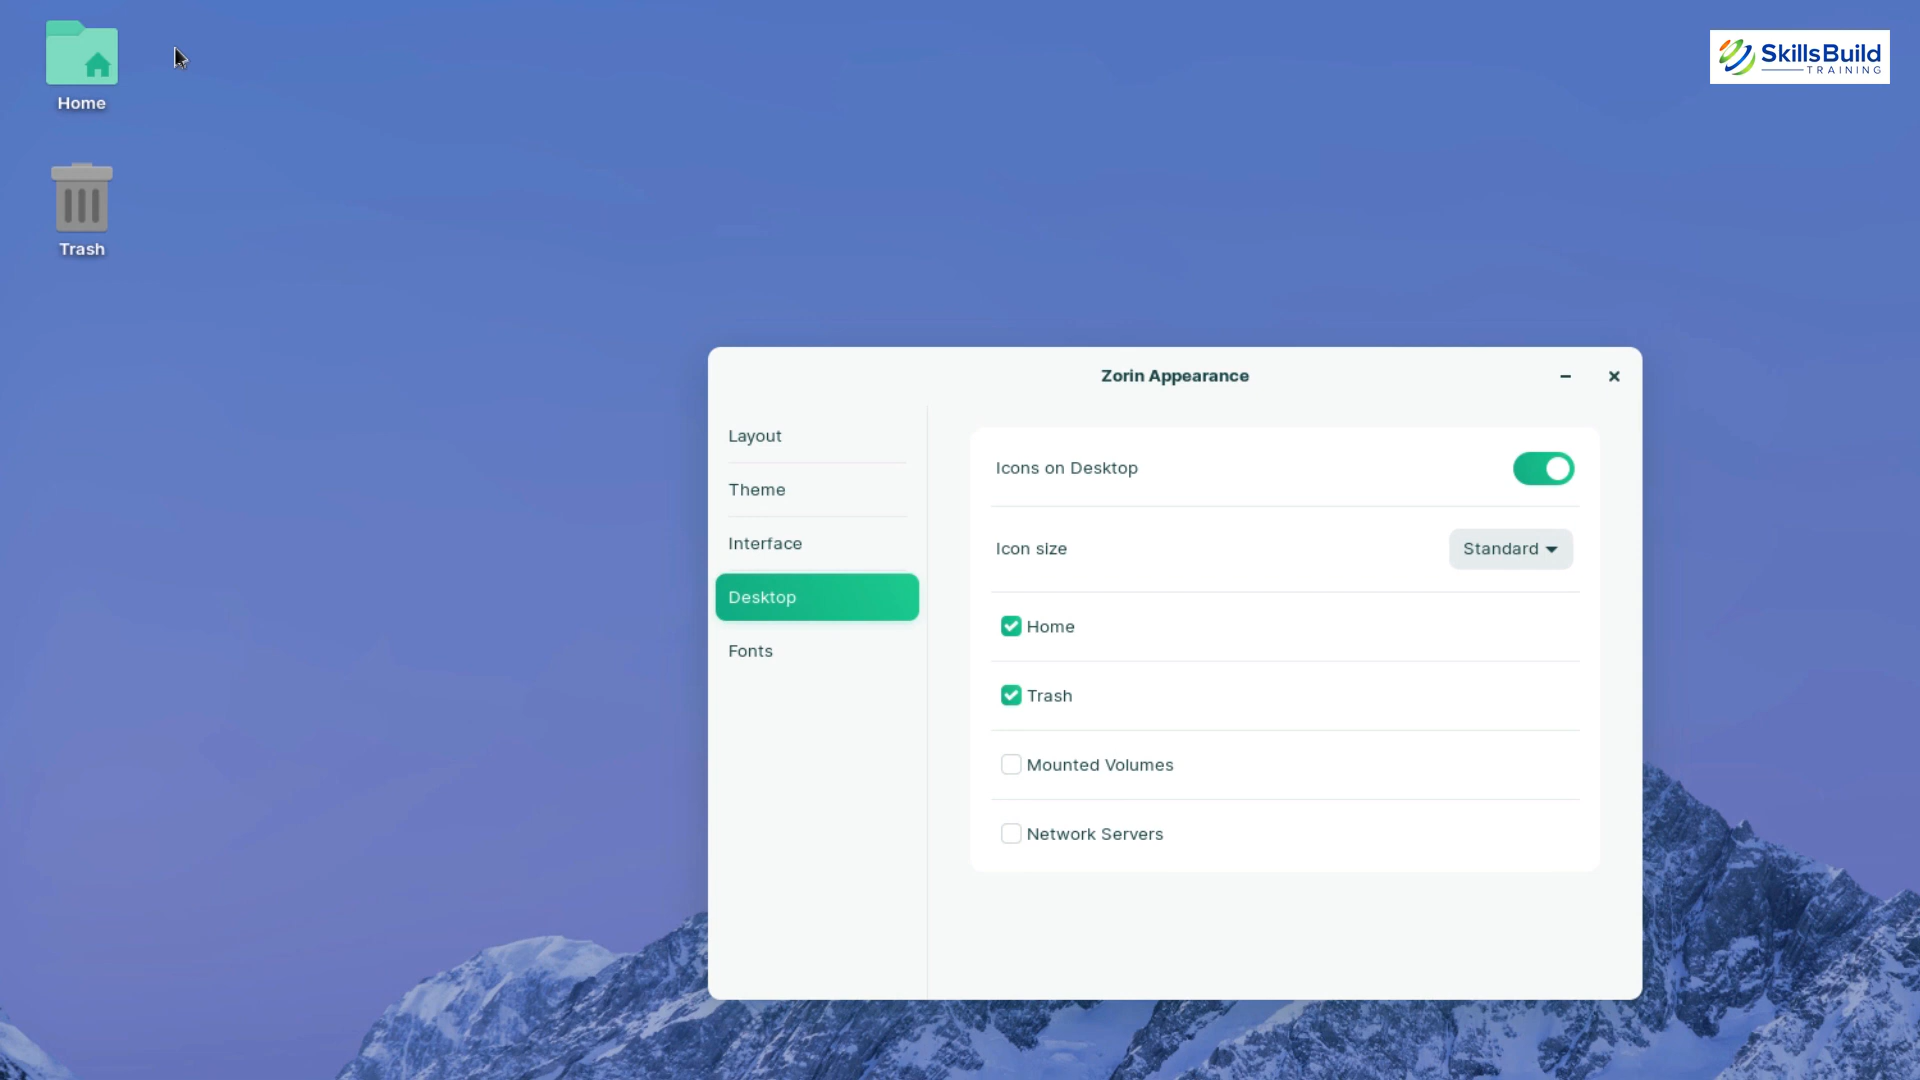 Home
Trash
SkillsBuild
TRAINING
Zorin Appearance
Layout
Theme
Interface
Desktop
Fonts
Icons on Desktop
Icon size
Standard
Home
Trash
Mounted Volumes
Network Servers